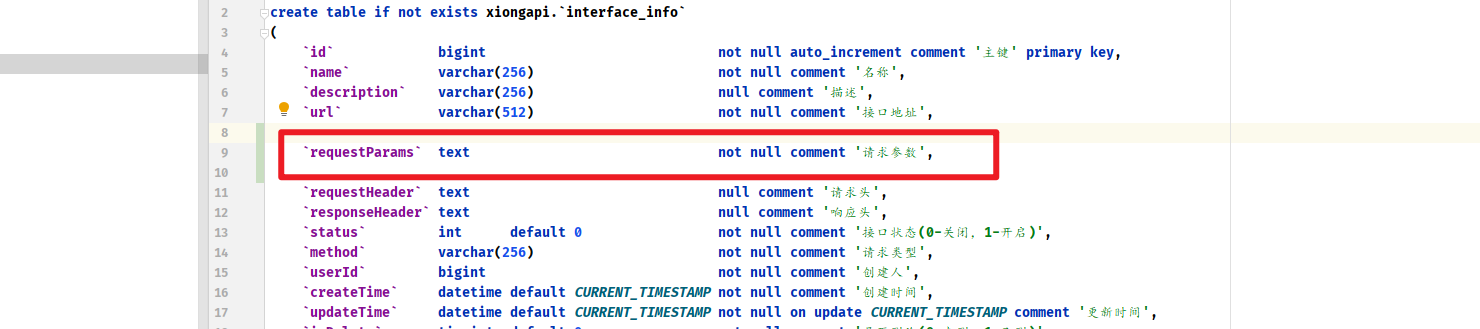 2 create table if not exists xiongapi.`interface_info`
3 (
4 `id` bigint not null auto_increment comment '主键' primary key,
5 `name` varchar(256) not null comment '名称',
6 `description` varchar(256) null comment '描述',
7 `url` varchar(512) not null comment '接口地址',
8
9 `requestParams` text not null comment '请求参数',
10
11 `requestHeader` text null comment '请求头',
12 `responseHeader` text null comment '响应头',
13 `status` int default 0 not null comment '接口状态(0-关闭, 1-开启)',
14 `method` varchar(256) not null comment '请求类型',
15 `userId` bigint not null comment '创建人',
16 `createTime` datetime default CURRENT_TIMESTAMP not null comment '创建时间',
17 `updateTime` datetime default CURRENT_TIMESTAMP not null on update CURRENT_TIMESTAMP comment '更新时间',